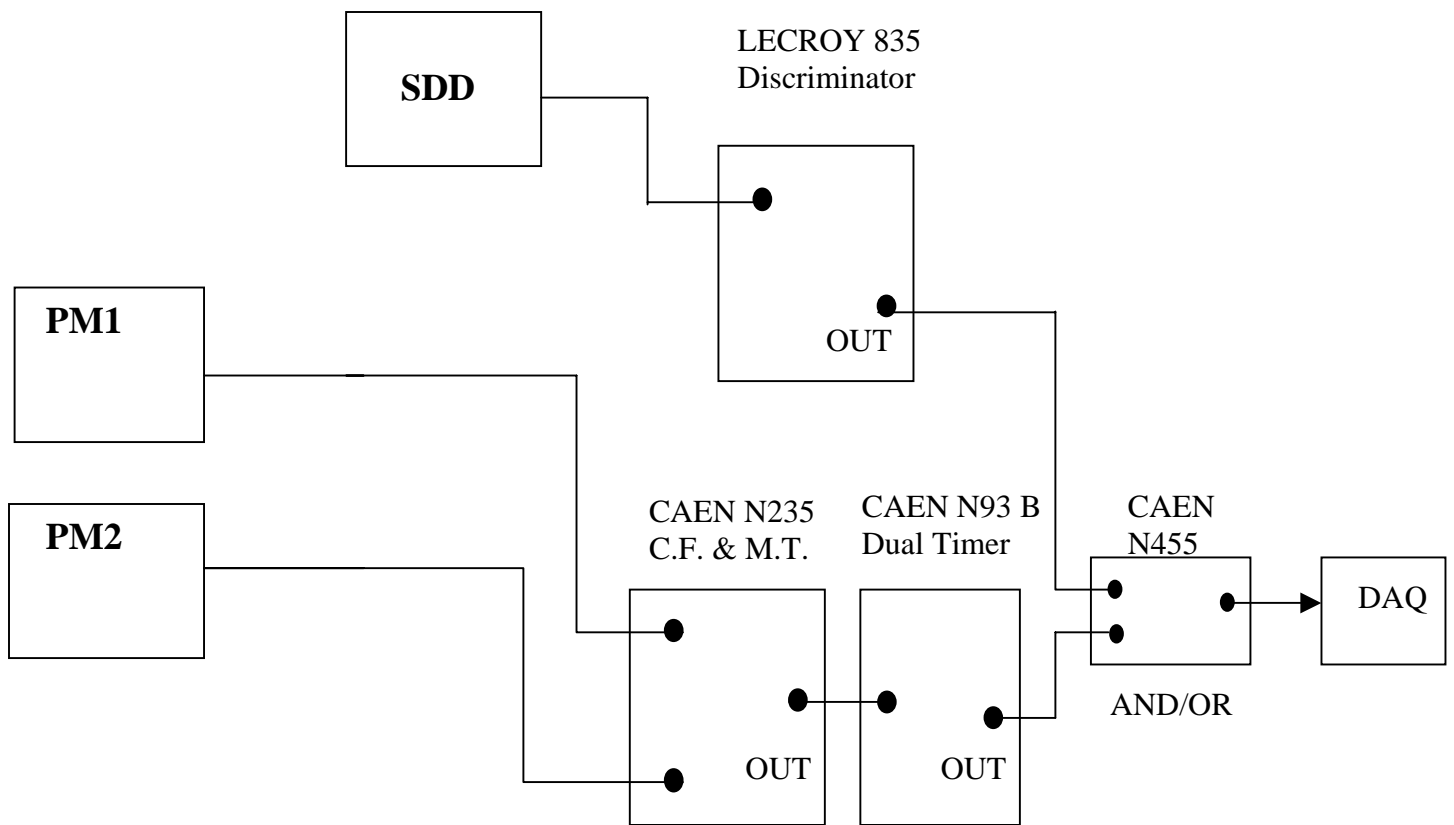 LECROY 835
Discriminator
SDD
OUT
PM1
PM2
CAEN N235
C.F. & M.T.
CAEN N93 B
Dual Timer
CAEN
N455
DAQ
AND/OR
OUT
OUT